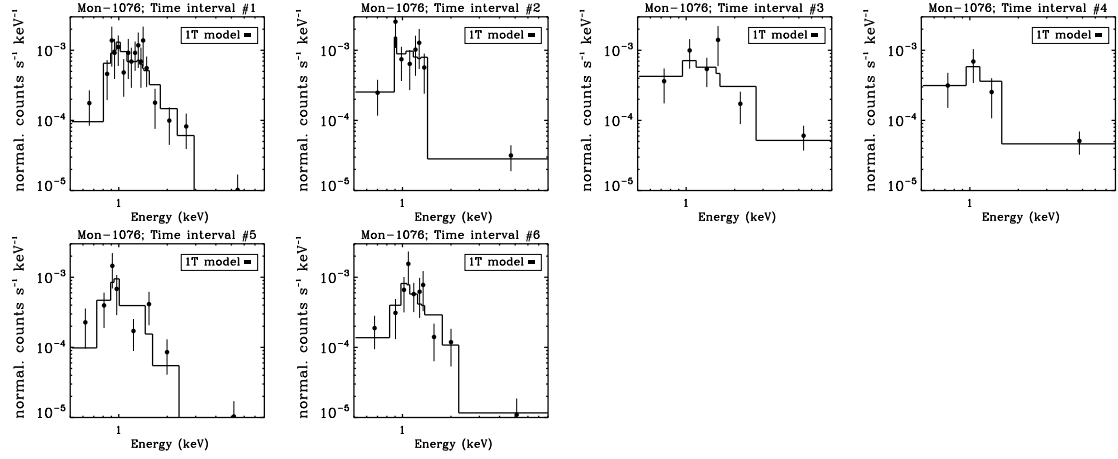 Mon-1076; Time interval #1
Mon-1076; Time interval #2
Mon-1076; Time interval #3
Mon-1076; Time interval #4
1T model
1T model
1T model
1T model
normal. counts s⁻¹ keV⁻¹
10⁻³
10⁻⁴
10⁻⁵
normal. counts s⁻¹ keV⁻¹
10⁻³
10⁻⁴
10⁻⁵
normal. counts s⁻¹ keV⁻¹
10⁻³
10⁻⁴
10⁻⁵
normal. counts s⁻¹ keV⁻¹
10⁻³
10⁻⁴
10⁻⁵
1
1
1
1
Energy (keV)
Energy (keV)
Energy (keV)
Energy (keV)
Mon-1076; Time interval #5
Mon-1076; Time interval #6
1T model
1T model
normal. counts s⁻¹ keV⁻¹
10⁻³
10⁻⁴
10⁻⁵
normal. counts s⁻¹ keV⁻¹
10⁻³
10⁻⁴
10⁻⁵
1
1
Energy (keV)
Energy (keV)